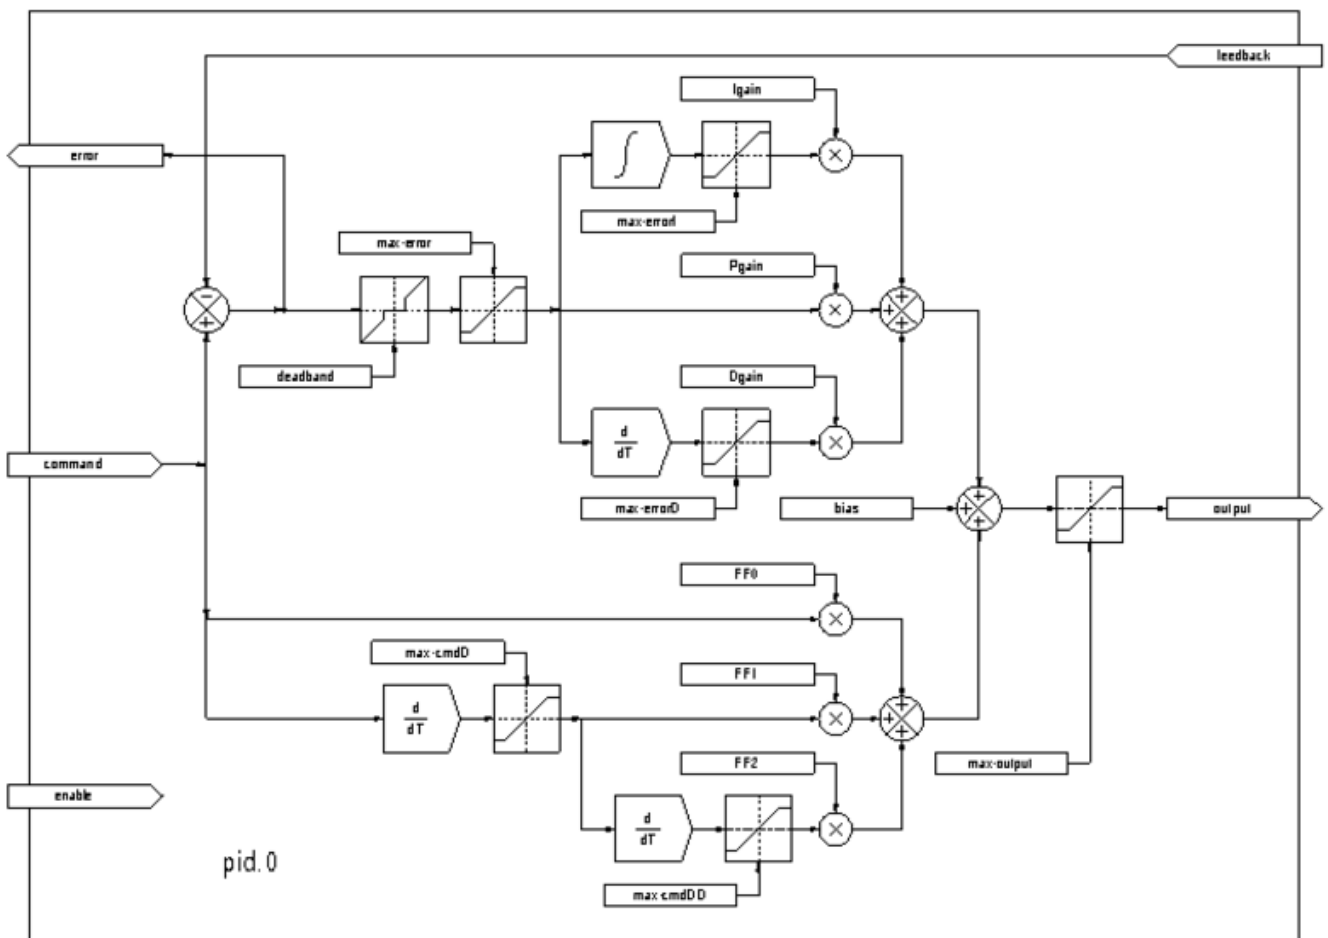 feedback
Igain
error
max-errorI
max-error
Pgain
deadband
Dgain
d
dT
command
max-errorD
bias
output
FF0
max-cmdD
FF1
d
dT
max-output
FF2
enable
d
dT
pid.0
max-cmdDD